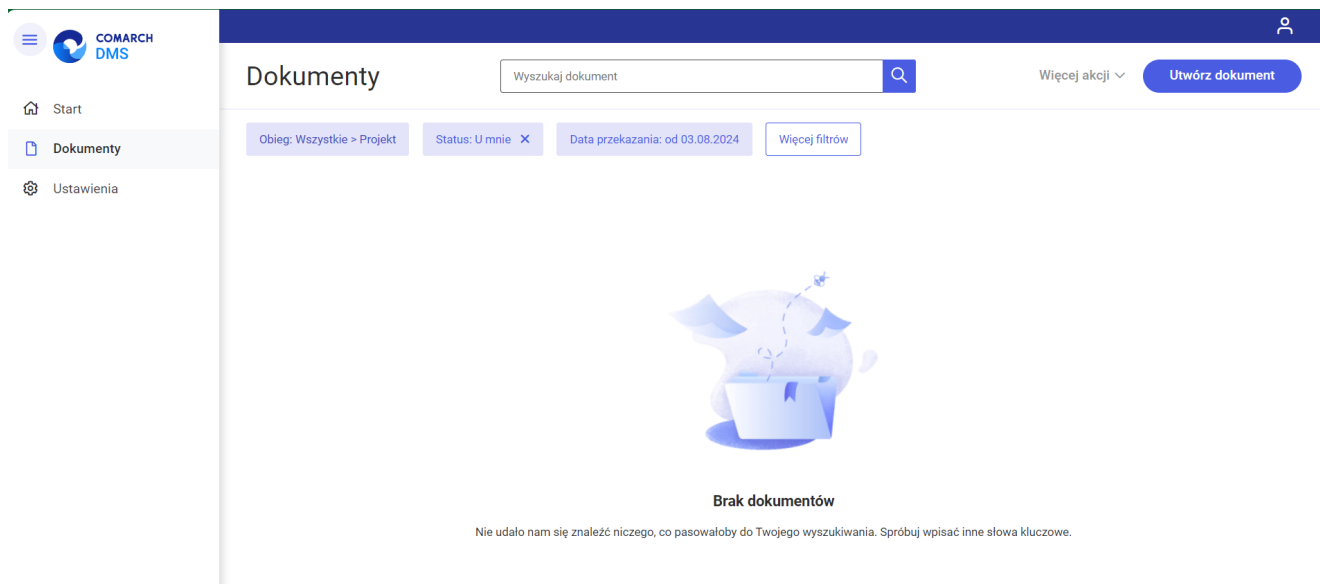 COMARCH
DMS
Start
Dokumenty
Ustawienia
Dokumenty
Wyszukaj dokument
Więcej akcji
Utwórz dokument
Obieg: Wszystkie > Projekt
Status: U mnie X
Data przekazania: od 03.08.2024
Więcej filtrów
Brak dokumentów
Nie udało nam się znaleźć niczego, co pasowałoby do Twojego wyszukiwania. Spróbuj wpisać inne słowa kluczowe.